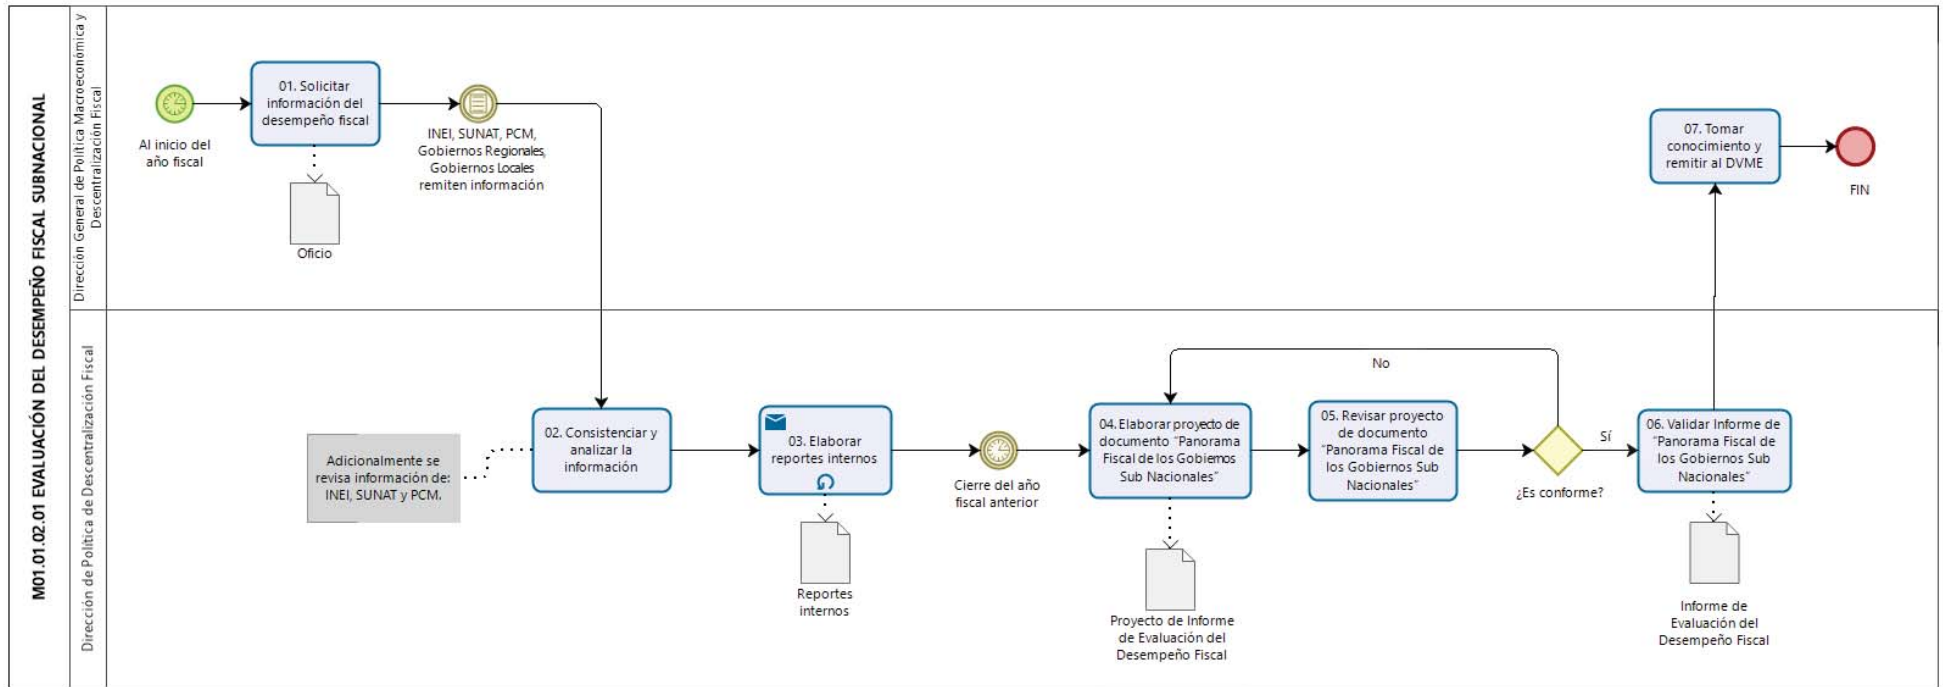 M01.01.02.01 EVALUACIÓN DEL DESEMPEÑO FISCAL SUBNACIONAL
Dirección General de Política Macroeconómica y
Descentralización Fiscal
Al inicio del
año fiscal
01. Solicitar
información del
desempeño fiscal
Oficio
INEI, SUNAT, PCM,
Gobiernos Regionales,
Gobiernos Locales
remiten información
07. Tomar
conocimiento y
remitir al DVME
FIN
Dirección de Política de Descentralización Fiscal
Adicionalmente se
revisa información de:
INEI, SUNAT y PCM.
02. Consistenciar y
analizar la
información
03. Elaborar
reportes internos
Reportes
internos
Cierre del año
fiscal anterior
04. Elaborar proyecto de
documento “Panorama
Fiscal de los Gobiernos
Sub Nacionales”
Proyecto de Informe
de Evaluación del
Desempeño Fiscal
05. Revisar proyecto
de documento
“Panorama Fiscal de
los Gobiernos Sub
Nacionales”
No
¿Es conforme?
Sí
06. Validar Informe de
“Panorama Fiscal de
los Gobiernos Sub
Nacionales”
Informe de
Evaluación del
Desempeño Fiscal